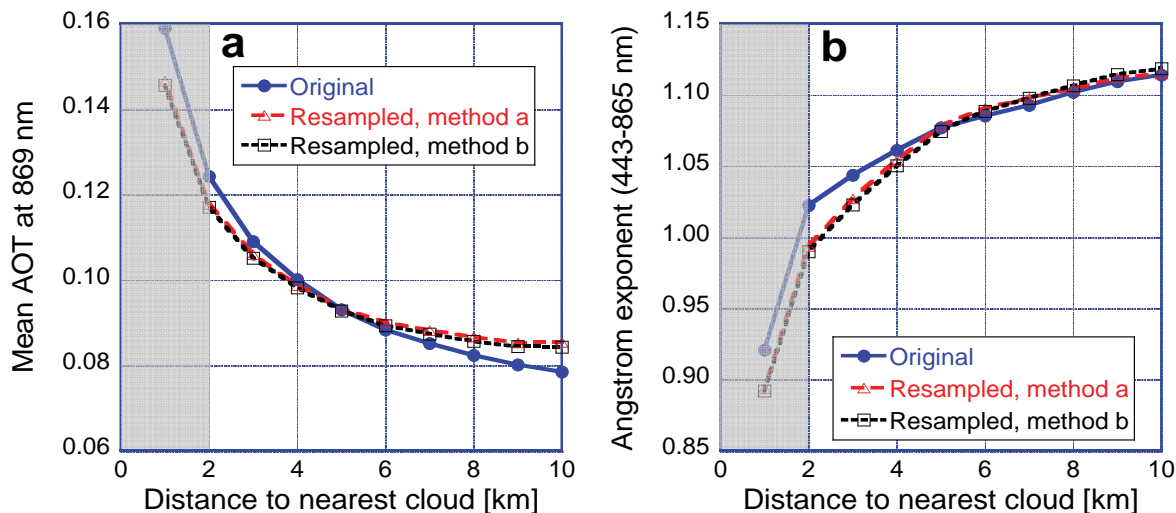 a
Original
Resampled, method a
Resampled, method b
0.16
0.14
0.12
0.10
0.08
0.06
Mean AOT at 869 nm
0 2 4 6 8 10
Distance to nearest cloud [km]
b
Original
Resampled, method a
Resampled, method b
1.15
1.10
1.05
1.00
0.95
0.90
0.85
Angstrom exponent (443-865 nm)
0 2 4 6 8 10
Distance to nearest cloud [km]